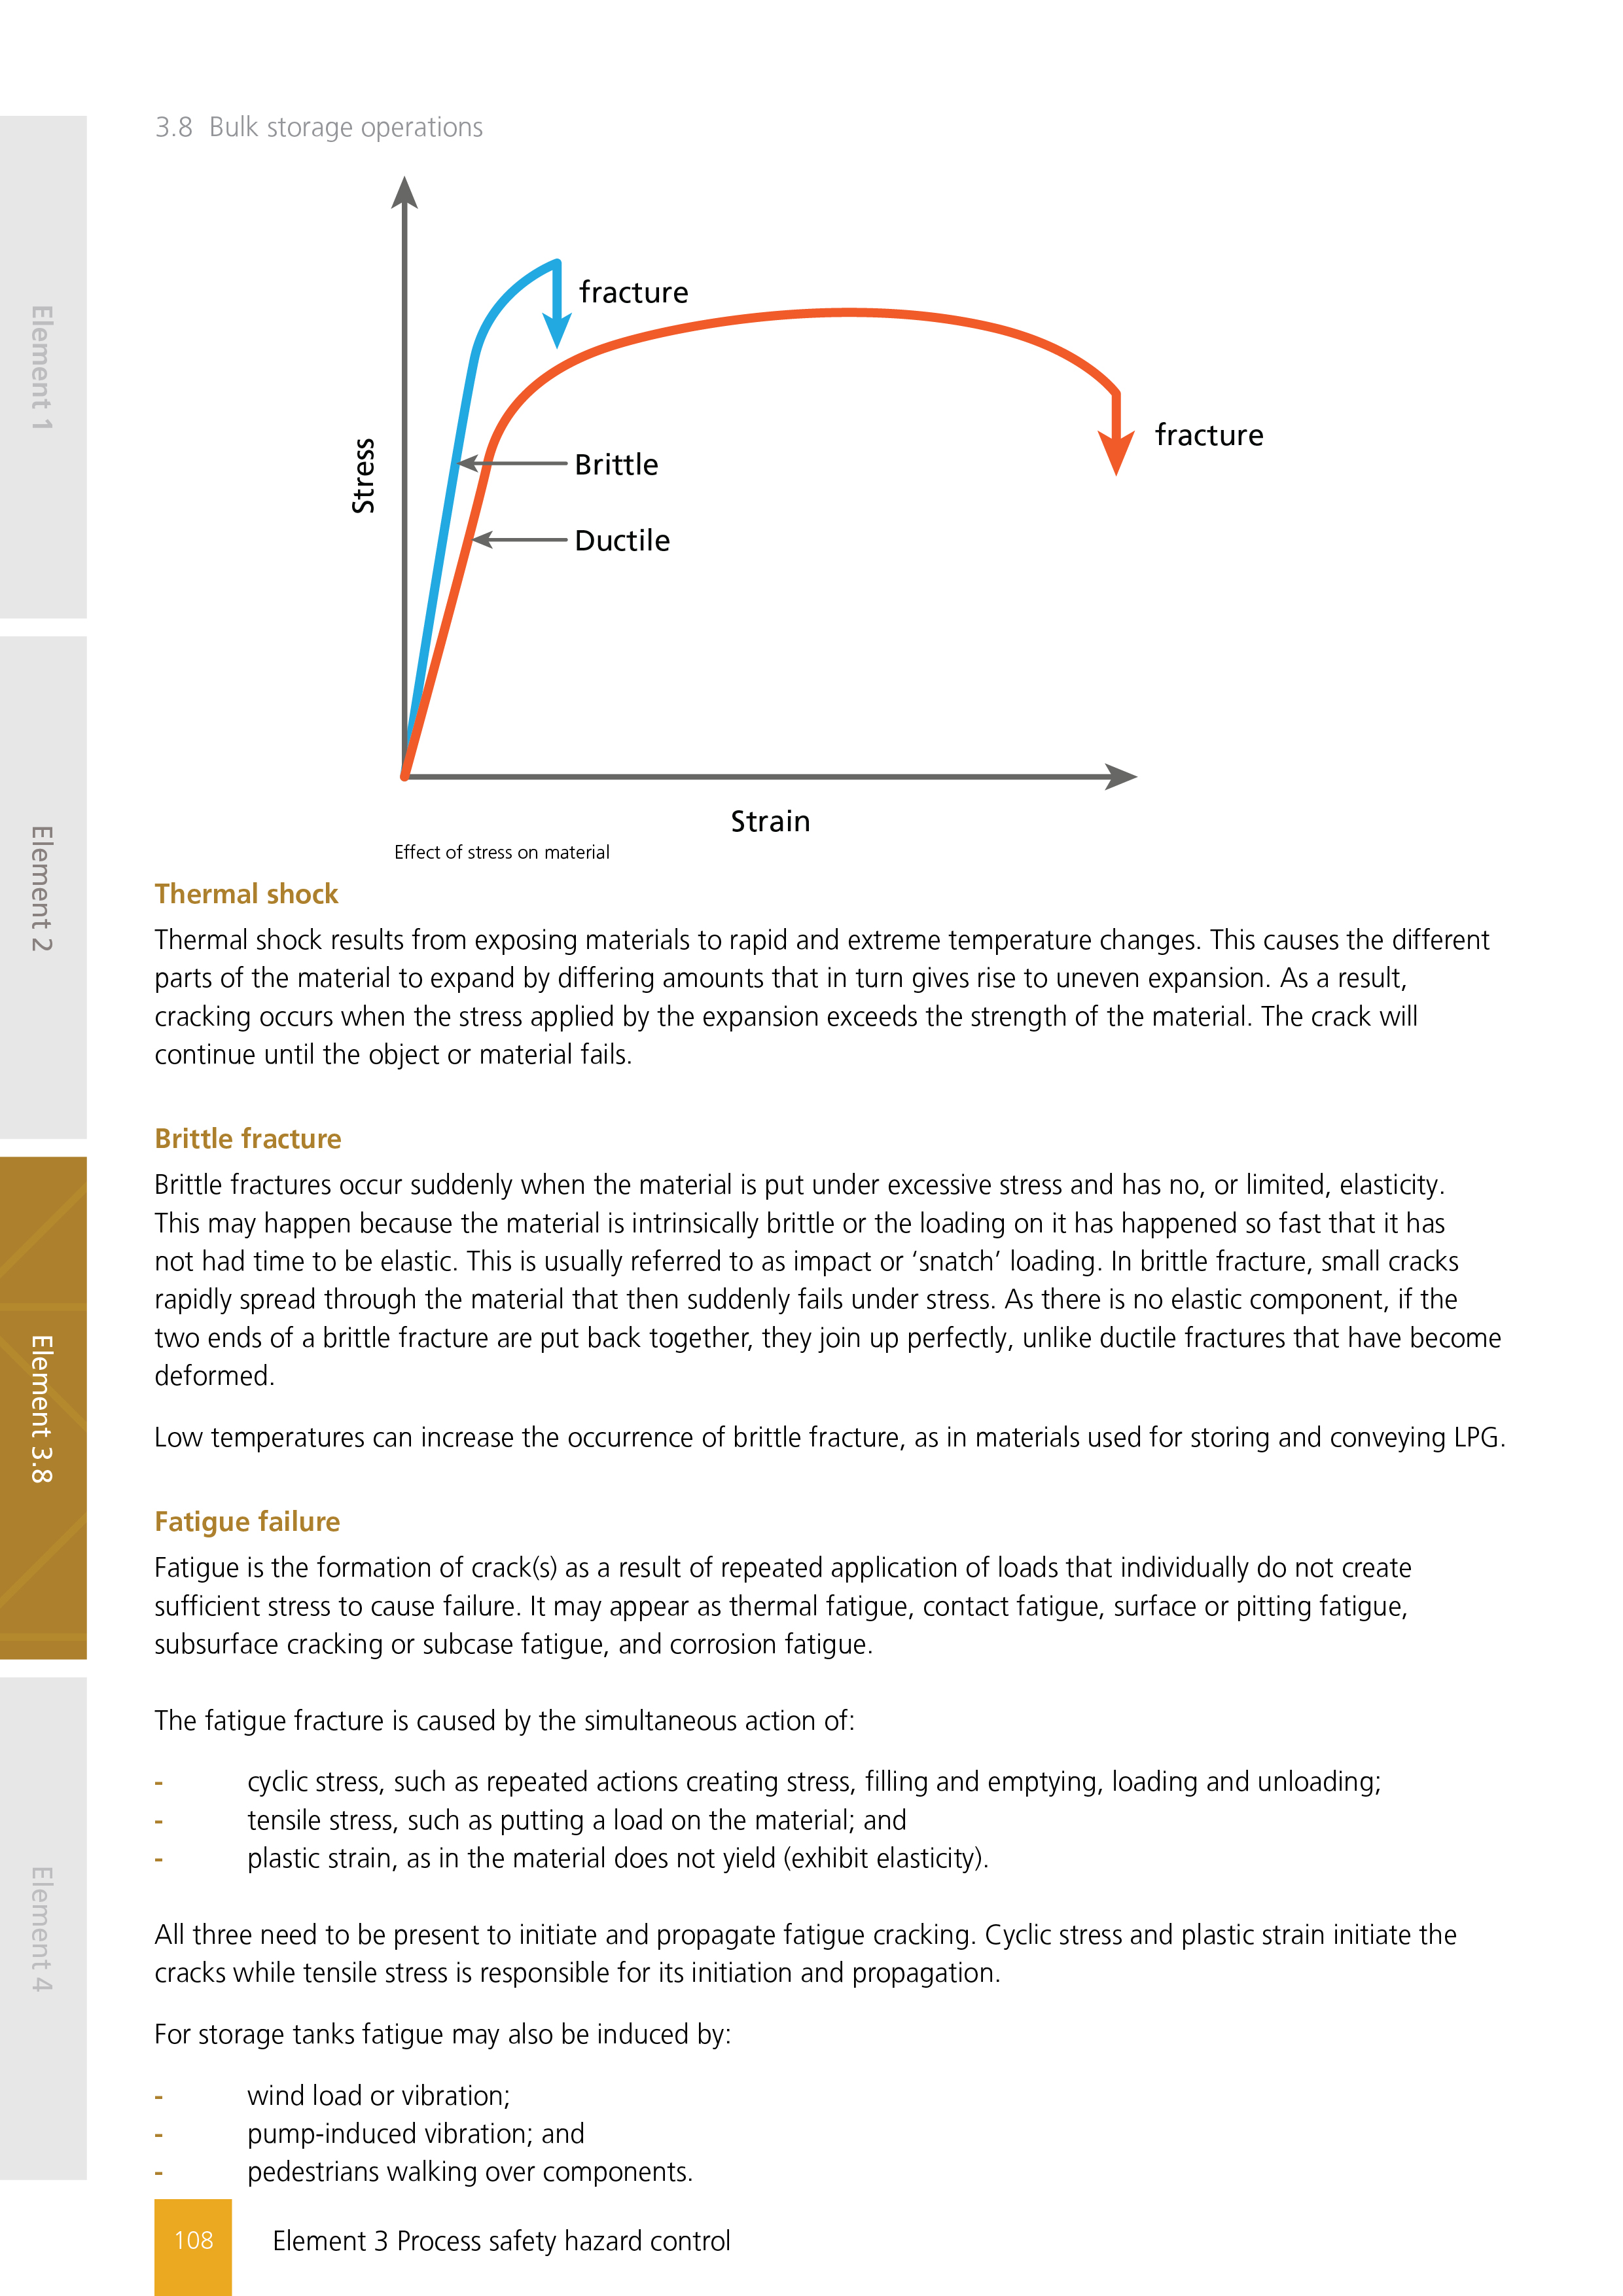 3.8 Bulk storage operations
fracture
fracture
Stress
Brittle
Ductile
Strain
Effect of stress on material
Thermal shock
Thermal shock results from exposing materials to rapid and extreme temperature changes. This causes the different
parts of the material to expand by differing amounts that in turn gives rise to uneven expansion. As a result,
cracking occurs when the stress applied by the expansion exceeds the strength of the material. The crack will
continue until the object or material fails.
Brittle fracture
Brittle fractures occur suddenly when the material is put under excessive stress and has no, or limited, elasticity.
This may happen because the material is intrinsically brittle or the loading on it has happened so fast that it has
not had time to be elastic. This is usually referred to as impact or ‘snatch’ loading. In brittle fracture, small cracks
rapidly spread through the material that then suddenly fails under stress. As there is no elastic component, if the
two ends of a brittle fracture are put back together, they join up perfectly, unlike ductile fractures that have become
deformed.
Low temperatures can increase the occurrence of brittle fracture, as in materials used for storing and conveying LPG.
Fatigue failure
Fatigue is the formation of crack(s) as a result of repeated application of loads that individually do not create
sufficient stress to cause failure. It may appear as thermal fatigue, contact fatigue, surface or pitting fatigue,
subsurface cracking or subcase fatigue, and corrosion fatigue.
The fatigue fracture is caused by the simultaneous action of:
- cyclic stress, such as repeated actions creating stress, filling and emptying, loading and unloading;
- tensile stress, such as putting a load on the material; and
- plastic strain, as in the material does not yield (exhibit elasticity).
All three need to be present to initiate and propagate fatigue cracking. Cyclic stress and plastic strain initiate the
cracks while tensile stress is responsible for its initiation and propagation.
For storage tanks fatigue may also be induced by:
- wind load or vibration;
- pump-induced vibration; and
- pedestrians walking over components.
108 Element 3 Process safety hazard control
Element 1
Element 2
Element 3.8
Element 4